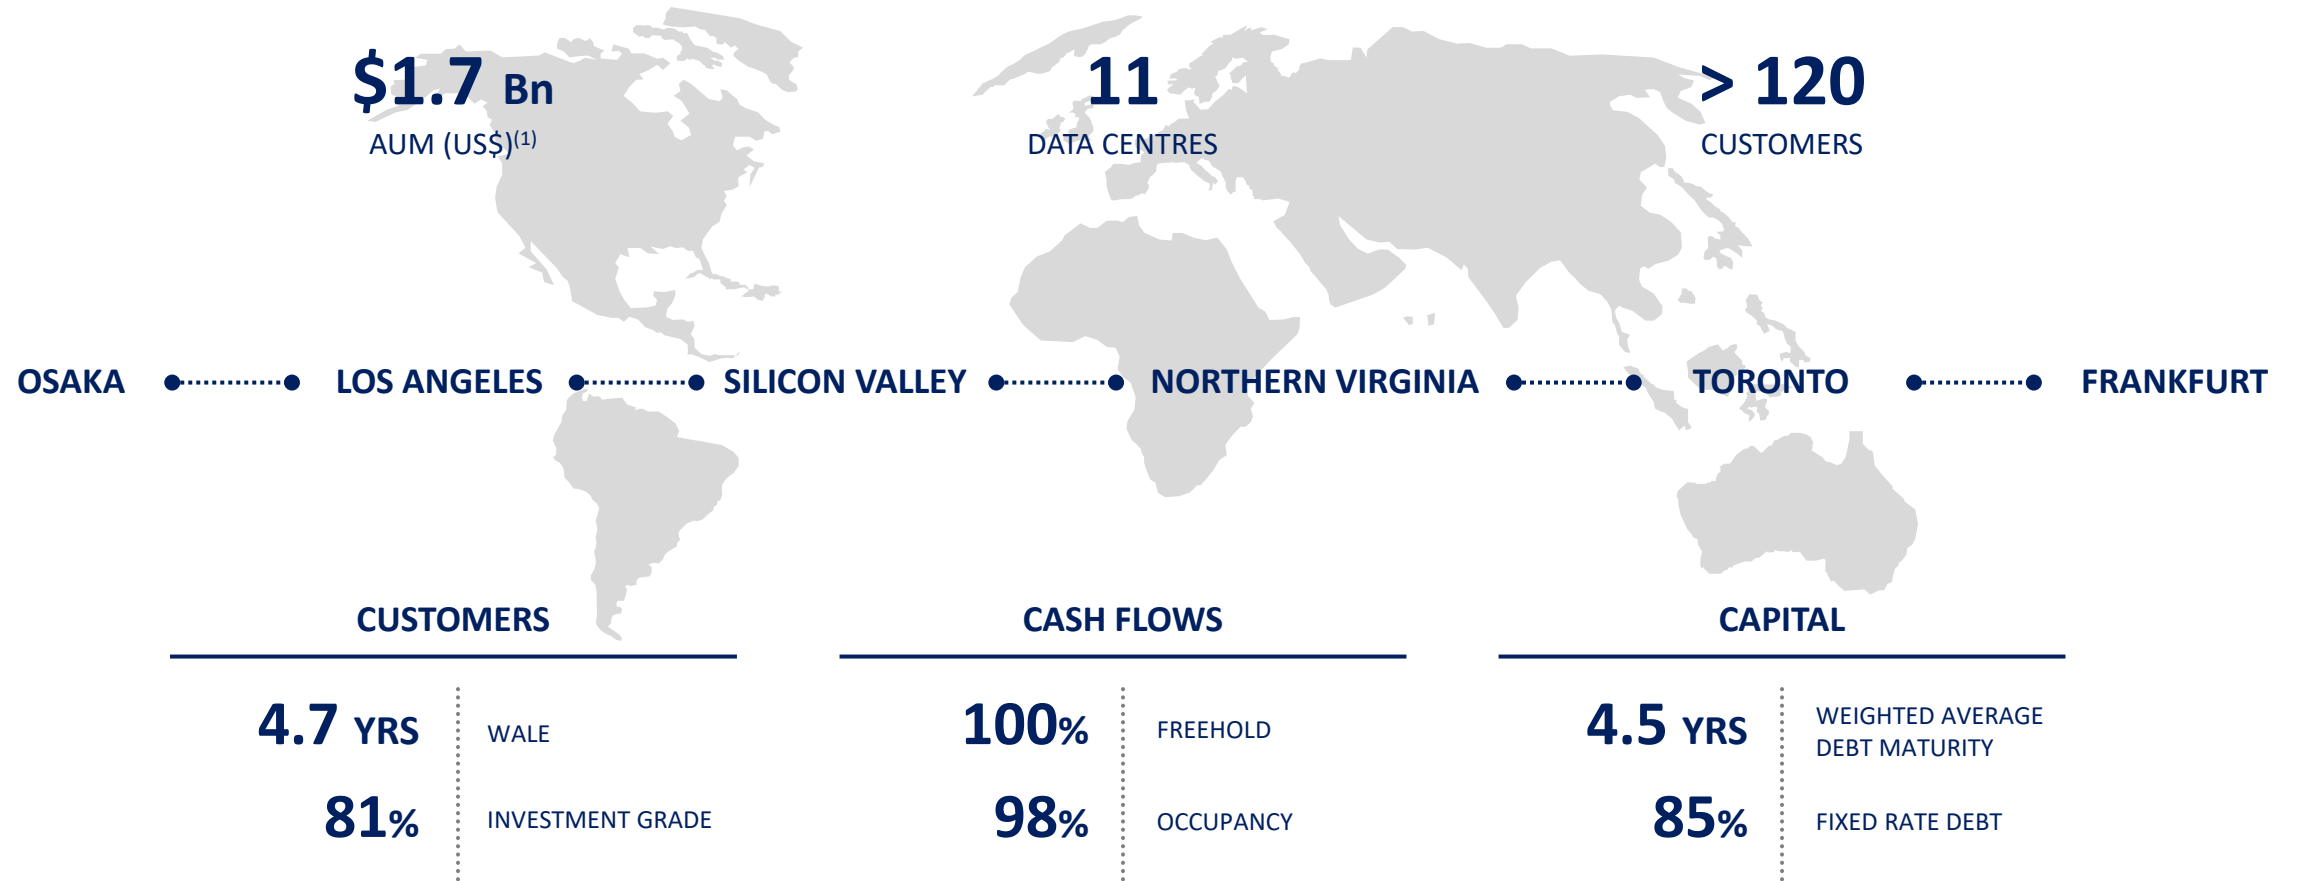 $1.7 Bn
AUM (US$)(1)
11
DATA CENTRES
> 120
CUSTOMERS
OSAKA LOS ANGELES SILICON VALLEY NORTHERN VIRGINIA TORONTO FRANKFURT
CUSTOMERS
4.7 YRS
WALE
81%
INVESTMENT GRADE
CASH FLOWS
100%
FREEHOLD
98%
OCCUPANCY
CAPITAL
4.5 YRS
WEIGHTED AVERAGE
DEBT MATURITY
85%
FIXED RATE DEBT